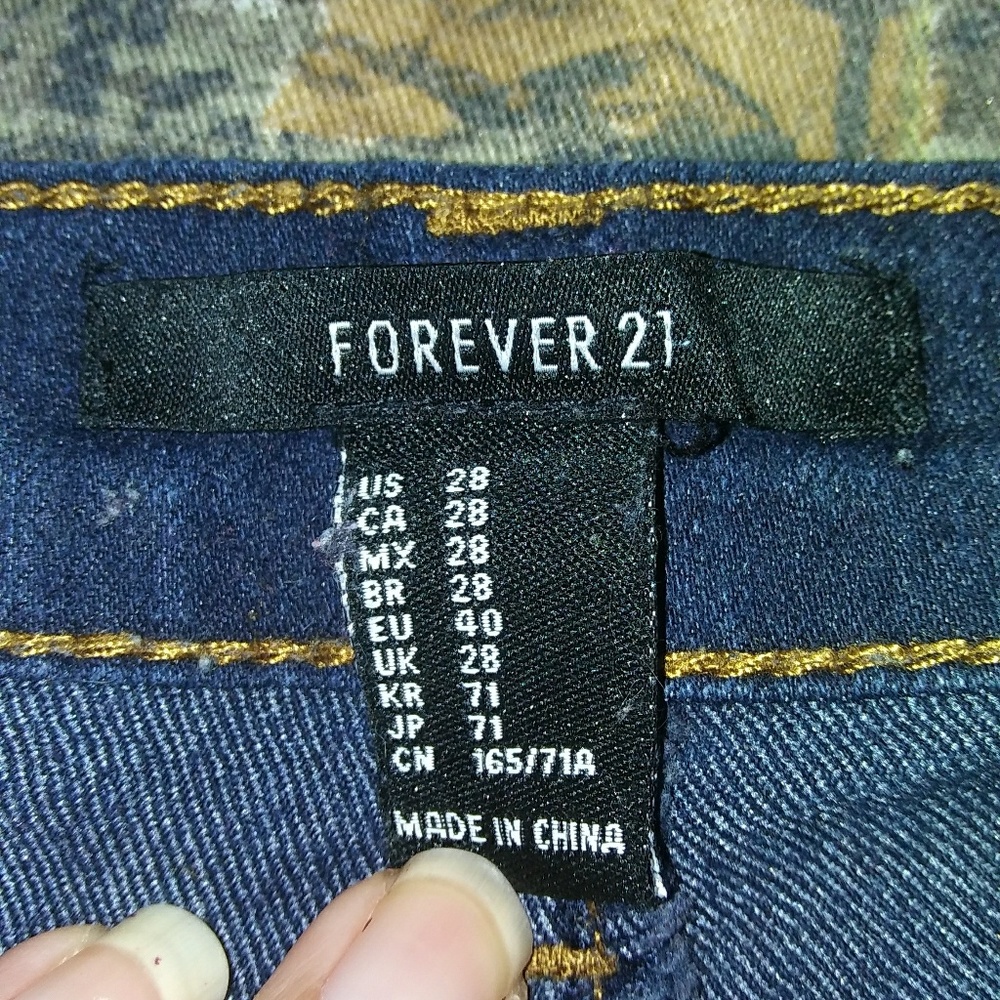 FOREVER 21
US 28
CA 28
MX 28
BR 28
EU 40
UK 28
KR 71
JP 71
CN 165/71A
MADE IN CHINA